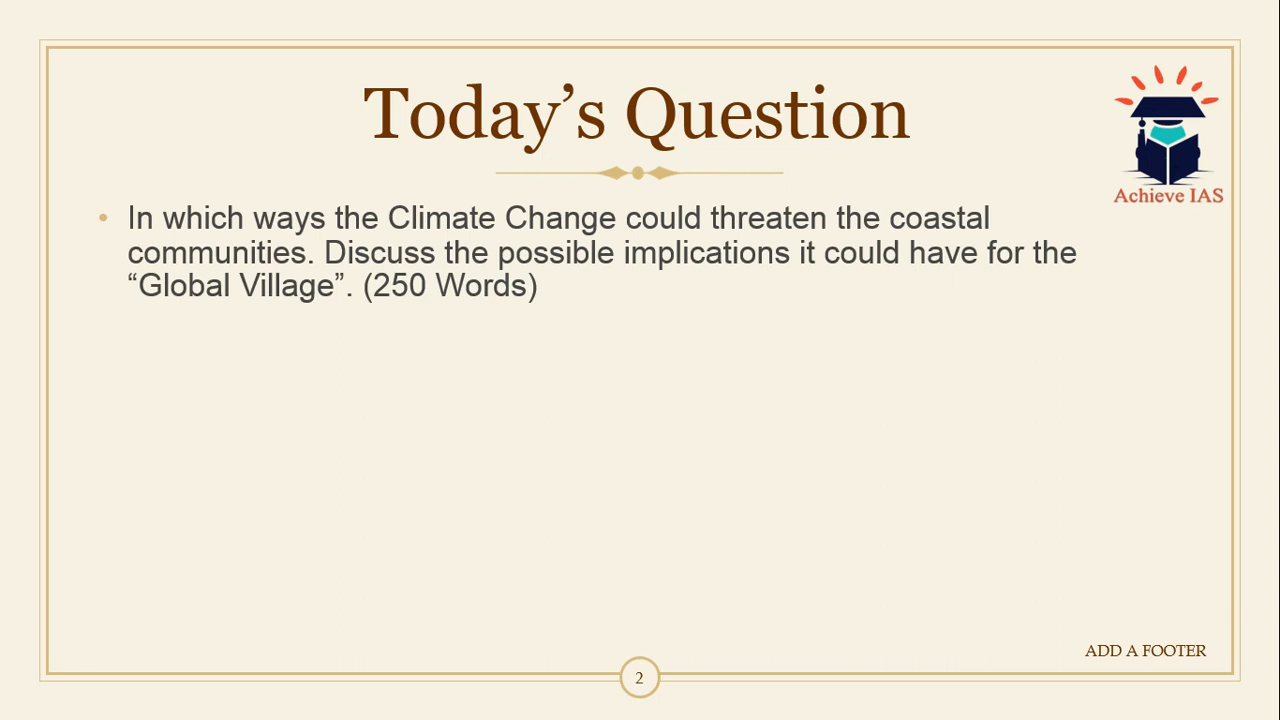 Today’s Question
Achieve IAS
• In which ways the Climate Change could threaten the coastal
communities. Discuss the possible implications it could have for the
“Global Village”. (250 Words)
ADD A FOOTER
2